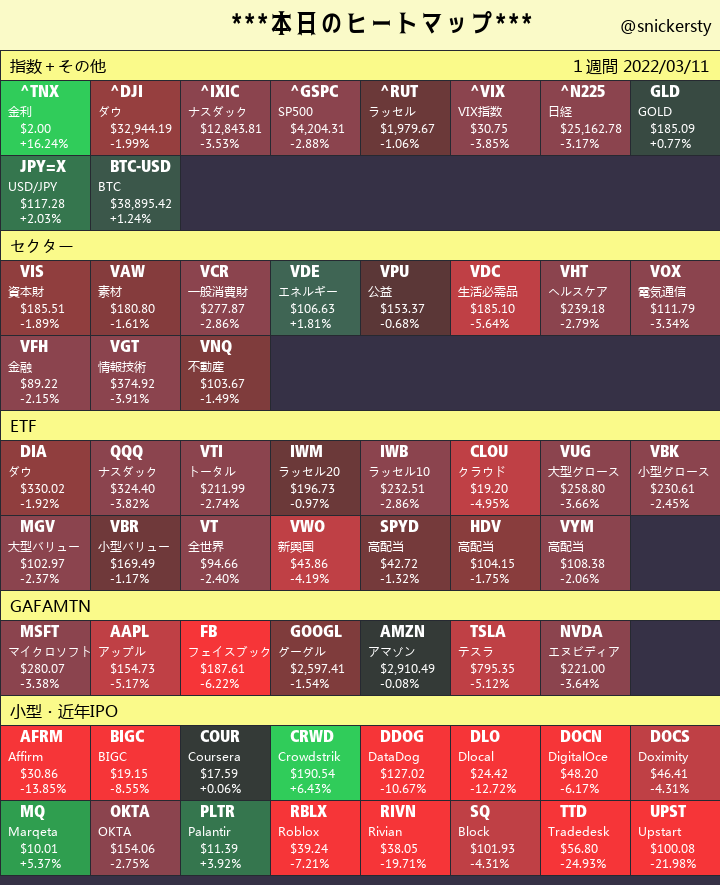 ***本日のヒートマップ***
@snickersty
指数＋その他 １週間 2022/03/11
^TNX ^DJI ^IXIC ^GSPC ^RUT ^VIX ^N225 GLD
金利 ダウ ナスダック SP500 ラッセル VIX指数 日経 GOLD
$2.00 $32,944.19 $12,843.81 $4,204.31 $1,979.67 $30.75 $25,162.78 $185.09
+16.24% -1.99% -3.53% -2.88% -1.06% -3.85% -3.17% +0.77%
JPY=X BTC-USD
USD/JPY BTC
$117.28 $38,895.42
+2.03% +1.24%
セクター
VIS VAW VCR VDE VPU VDC VHT VOX
資本財 素材 一般消費財 エネルギー 公益 生活必需品 ヘルスケア 電気通信
$185.51 $180.80 $277.87 $106.63 $153.37 $185.10 $239.18 $111.79
-1.89% -1.61% -2.86% +1.81% -0.68% -5.64% -2.79% -3.34%
VFH VGT VNQ
金融 情報技術 不動産
$89.22 $374.92 $103.67
-2.15% -3.91% -1.49%
ETF
DIA QQQ VTI IWM IWB CLOU VUG VBK
ダウ ナスダック トータル ラッセル20 ラッセル10 クラウド 大型グロース 小型グロース
$330.02 $324.40 $211.99 $196.73 $232.51 $19.20 $258.80 $230.61
-1.92% -3.82% -2.74% -0.97% -2.86% -4.95% -3.66% -2.45%
MGV VBR VT VWO SPYD HDV VYM
大型バリュー 小型バリュー 全世界 新興国 高配当 高配当 高配当
$102.97 $169.49 $94.66 $43.86 $42.72 $104.15 $108.38
-2.37% -1.17% -2.40% -4.19% -1.32% -1.75% -2.06%
GAFAMTN
MSFT AAPL FB GOOGL AMZN TSLA NVDA
マイクロソフト アップル フェイスブック グーグル アマゾン テスラ エヌビディア
$280.07 $154.73 $187.61 $2,597.41 $2,910.49 $795.35 $221.00
-3.38% -5.17% -6.22% -1.54% -0.08% -5.12% -3.64%
小型・近年IPO
AFRM BIGC COUR CRWD DDOG DLO DOCN DOCS
Affirm BIGC Coursera Crowdstrik DataDog Dlocal DigitalOce Doximity
$30.86 $19.15 $17.59 $190.54 $127.02 $24.42 $48.20 $46.41
-13.85% -8.55% +0.06% +6.43% -10.67% -12.72% -6.17% -4.31%
MQ OKTA PLTR RBLX RIVN SQ TTD UPST
Marqeta OKTA Palantir Roblox Rivian Block Tradedesk Upstart
$10.01 $154.06 $11.39 $39.24 $38.05 $101.93 $56.80 $100.08
+5.37% -2.75% +3.92% -7.21% -19.71% -4.31% -24.93% -21.98%